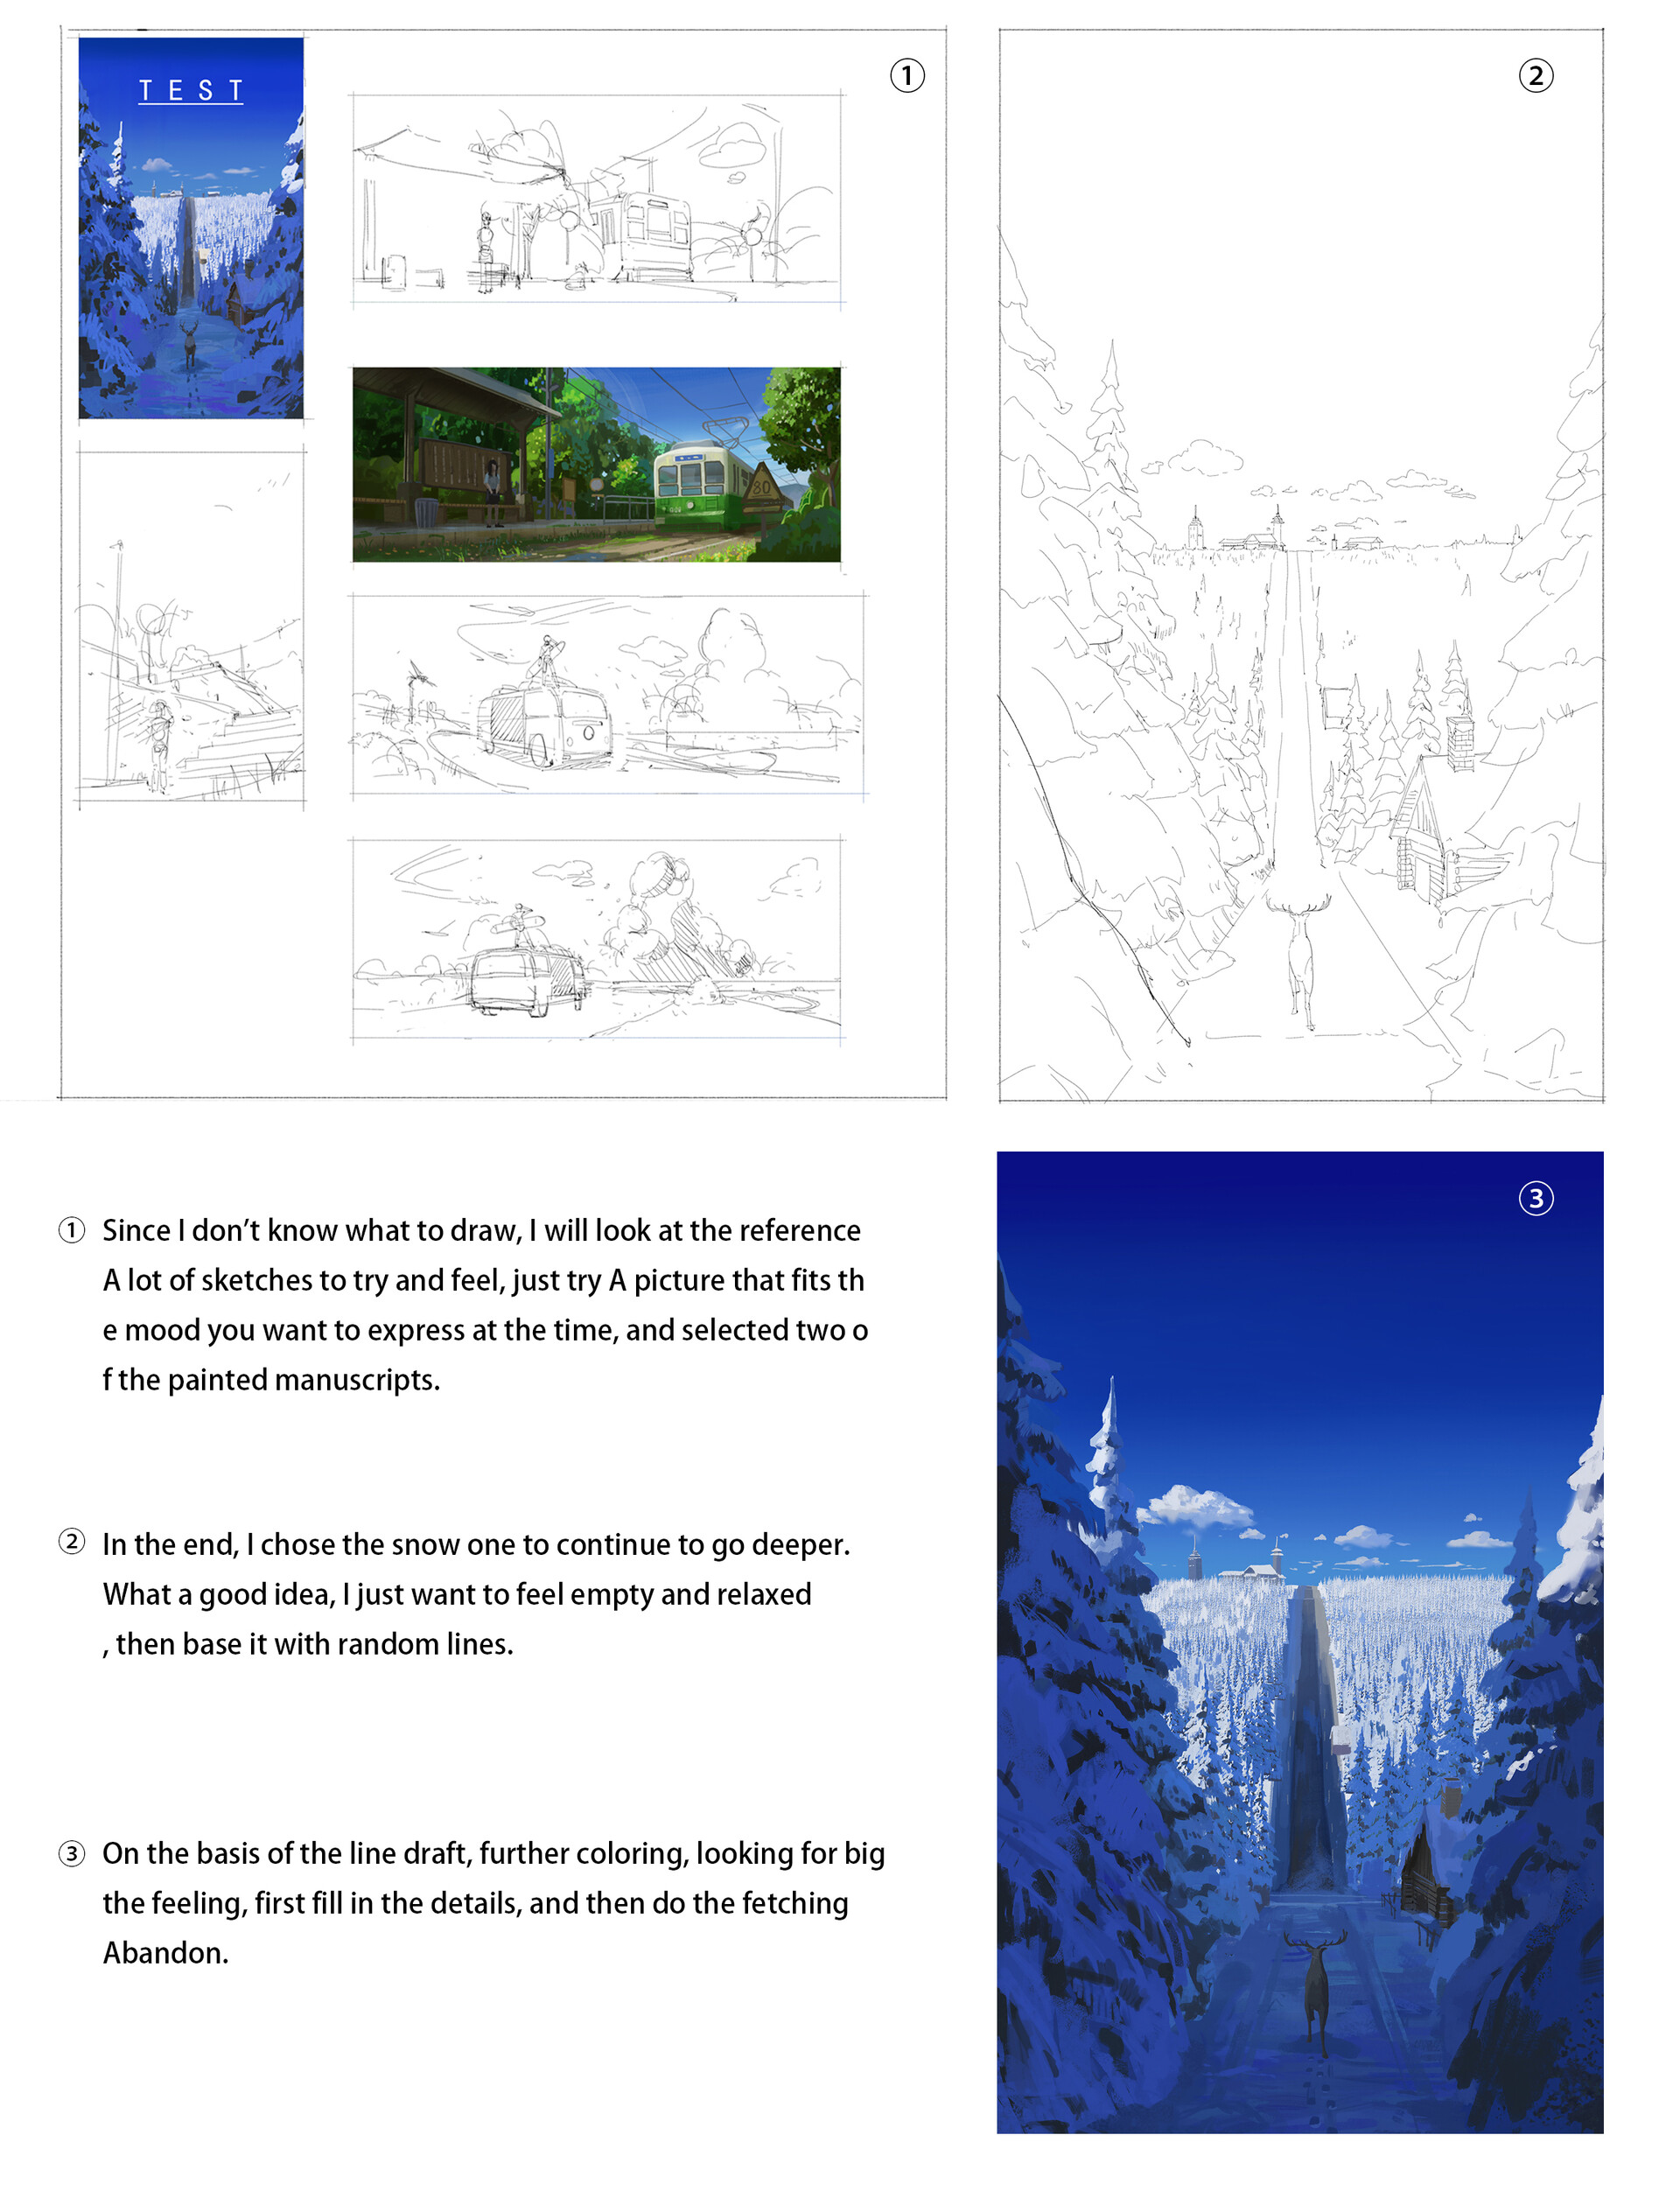 TEST
①
②
80
① Since I don’t know what to draw, I will look at the reference
A lot of sketches to try and feel, just try A picture that fits th
e mood you want to express at the time, and selected two o
f the painted manuscripts.
② In the end, I chose the snow one to continue to go deeper.
What a good idea, I just want to feel empty and relaxed
, then base it with random lines.
③ On the basis of the line draft, further coloring, looking for big
the feeling, first fill in the details, and then do the fetching
Abandon.
③